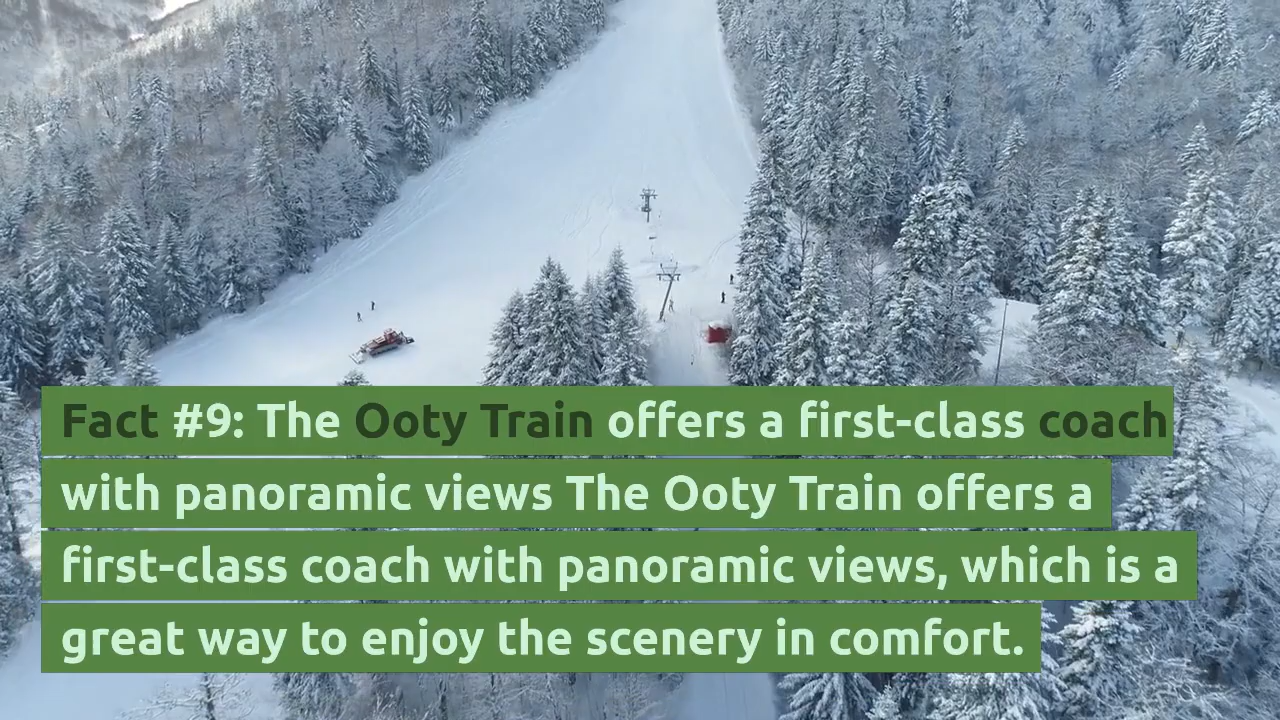 Fact #9: The Ooty Train offers a first-class coach
with panoramic views The Ooty Train offers a
first-class coach with panoramic views, which is a
great way to enjoy the scenery in comfort.